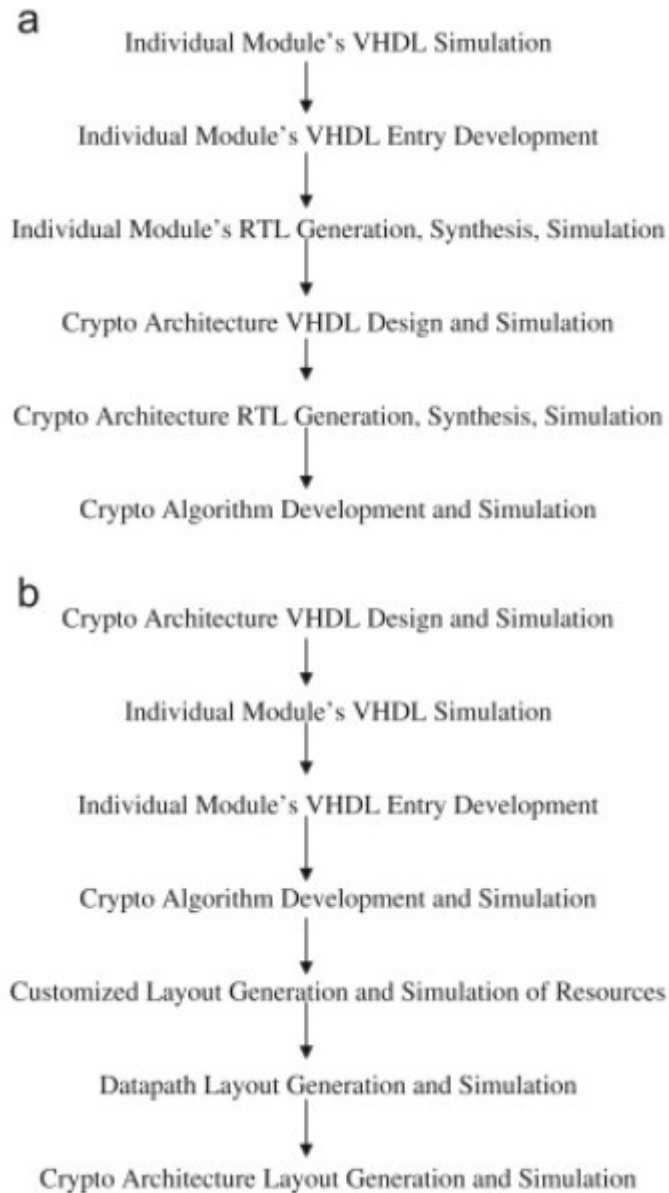 a
Individual Module's VHDL Simulation
Individual Module's VHDL Entry Development
Individual Module's RTL Generation, Synthesis, Simulation
Crypto Architecture VHDL Design and Simulation
Crypto Architecture RTL Generation, Synthesis, Simulation
Crypto Algorithm Development and Simulation
b
Crypto Architecture VHDL Design and Simulation
Individual Module's VHDL Simulation
Individual Module's VHDL Entry Development
Crypto Algorithm Development and Simulation
Customized Layout Generation and Simulation of Resources
Datapath Layout Generation and Simulation
Crypto Architecture Layout Generation and Simulation